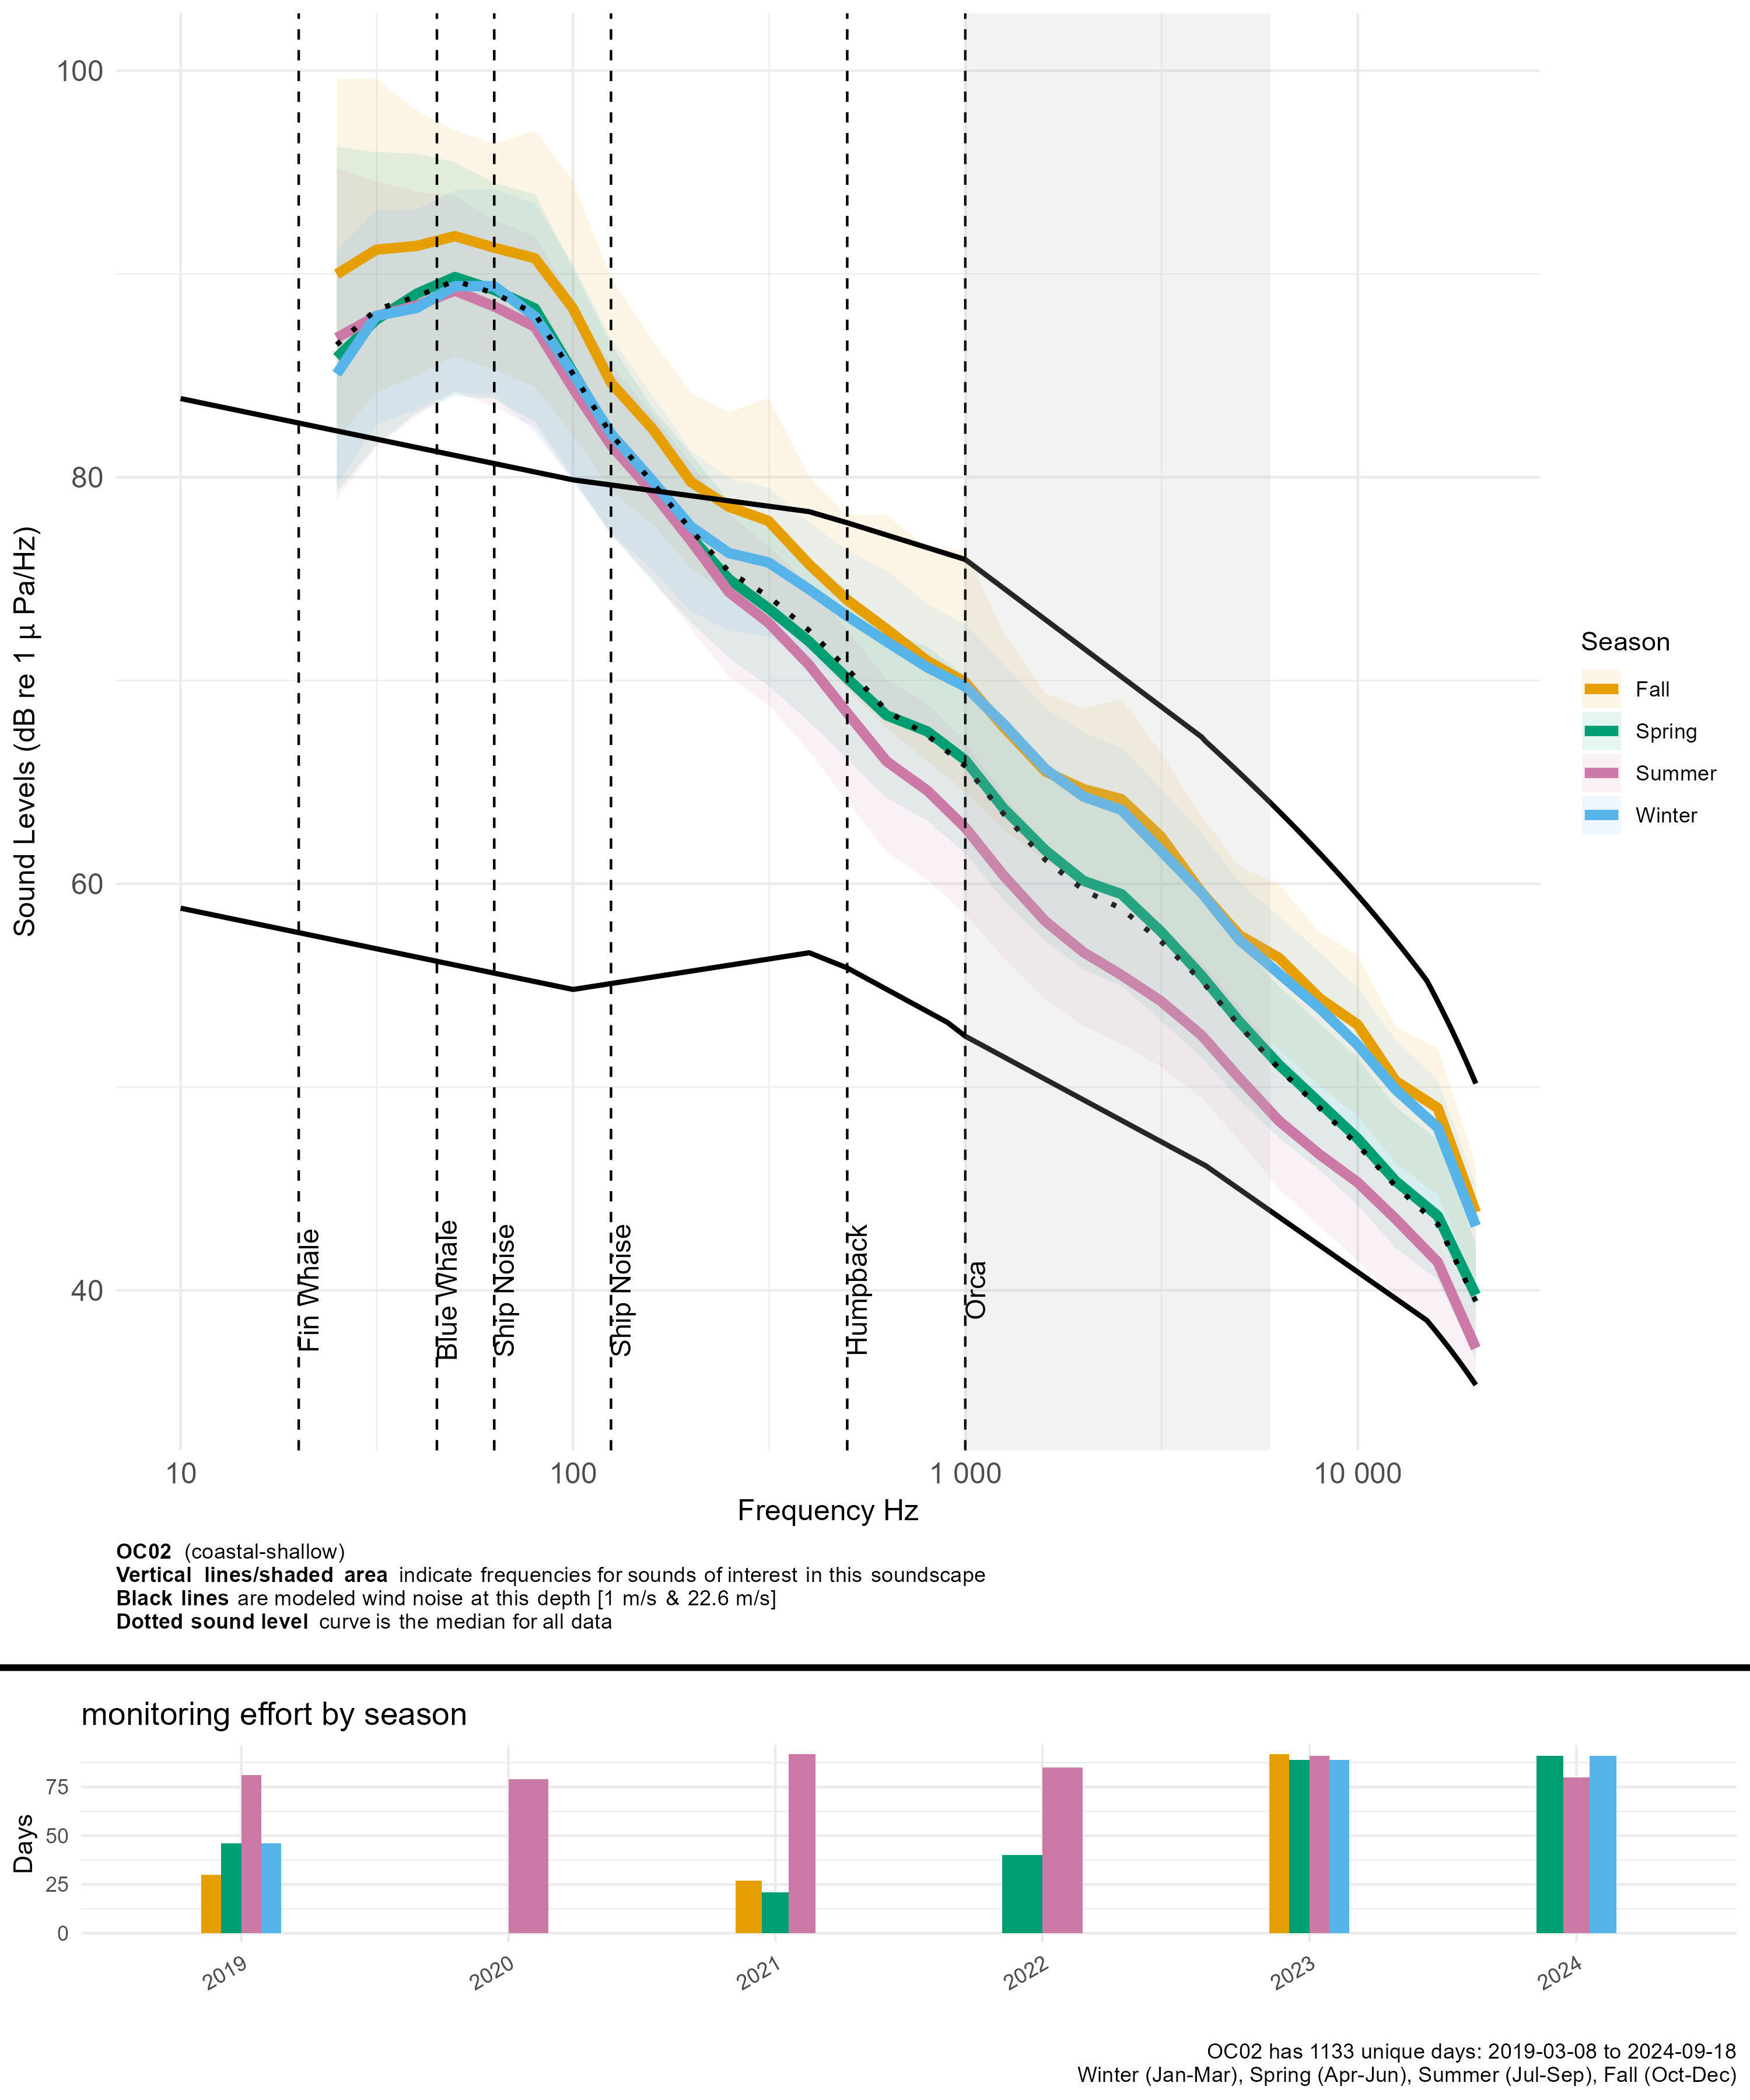 100
80
60
40
Sound Levels (dB re 1 µ Pa/Hz)
Fin Whale
Blue Whale
Ship Noise
Ship Noise
Humpback
Orca
10
100
1 000
10 000
Frequency Hz
Season
Fall
Spring
Summer
Winter
OC02 (coastal-shallow)
Vertical lines/shaded area indicate frequencies for sounds of interest in this soundscape
Black lines are modeled wind noise at this depth [1 m/s & 22.6 m/s]
Dotted sound level curve is the median for all data
monitoring effort by season
75
50
25
0
Days
2019
2020
2021
2022
2023
2024
OC02 has 1133 unique days: 2019-03-08 to 2024-09-18
Winter (Jan-Mar), Spring (Apr-Jun), Summer (Jul-Sep), Fall (Oct-Dec)